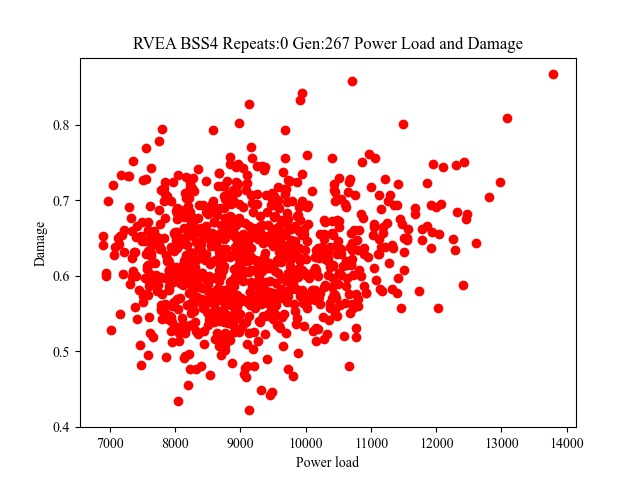 RVEA BSS4 Repeats:0 Gen:267 Power Load and Damage
0.8
0.7
0.6
0.5
0.4
Damage
7000 8000 9000 10000 11000 12000 13000 14000
Power load